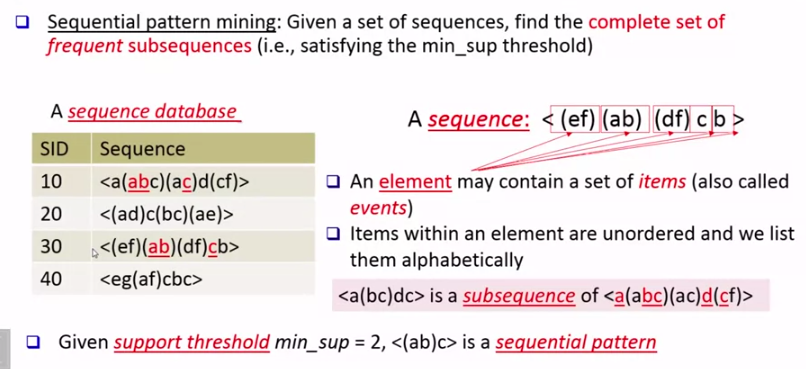 Sequential pattern mining: Given a set of sequences, find the complete set of
frequent subsequences (i.e., satisfying the min_sup threshold)
A sequence database
SID Sequence
10 <a(abc)(ac)d(cf)>
20 <(ad)c(bc)(ae)>
30 <(ef)(ab)(df)cb>
40 <eg(af)cbc>
A sequence: < (ef) (ab) (df) c b >
An element may contain a set of items (also called
events)
Items within an element are unordered and we list
them alphabetically
<a(bc)dc> is a subsequence of <a(abc)(ac)d(cf)>
Given support threshold min_sup = 2, <(ab)c> is a sequential pattern